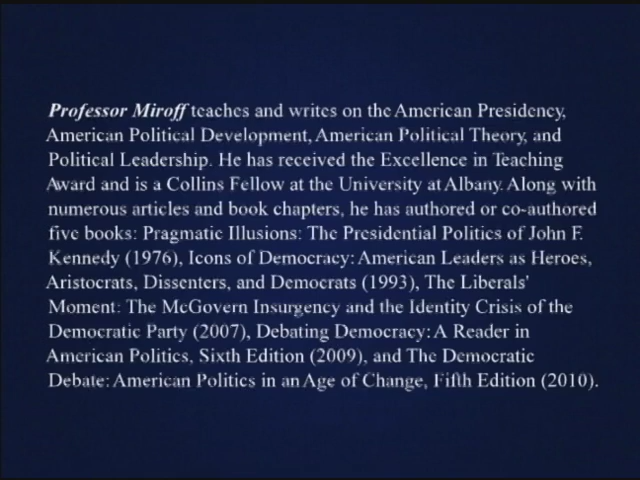 Professor Miroff teaches and writes on the American Presidency,
American Political Development, American Political Theory, and
Political Leadership. He has received the Excellence in Teaching
Award and is a Collins Fellow at the University at Albany. Along with
numerous articles and book chapters, he has authored or co-authored
five books: Pragmatic Illusions: The Presidential Politics of John F.
Kennedy (1976), Icons of Democracy: American Leaders as Heroes,
Aristocrats, Dissenters, and Democrats (1993), The Liberals'
Moment: The McGovern Insurgency and the Identity Crisis of the
Democratic Party (2007), Debating Democracy: A Reader in
American Politics, Sixth Edition (2009), and The Democratic
Debate: American Politics in an Age of Change, Fifth Edition (2010).